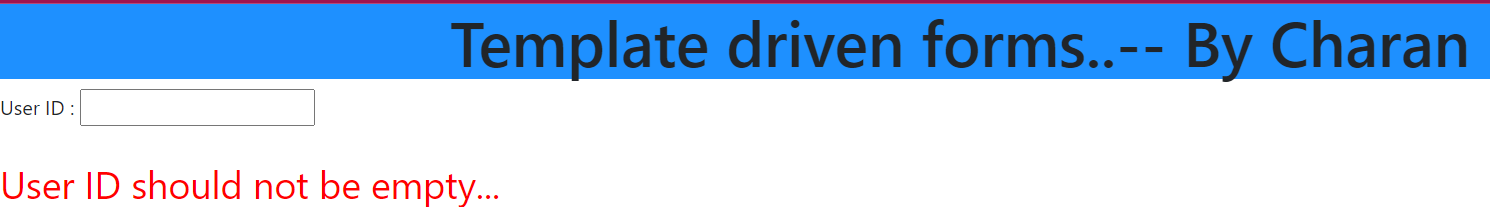 Template driven forms..-- By Charan
User ID :
User ID should not be empty...